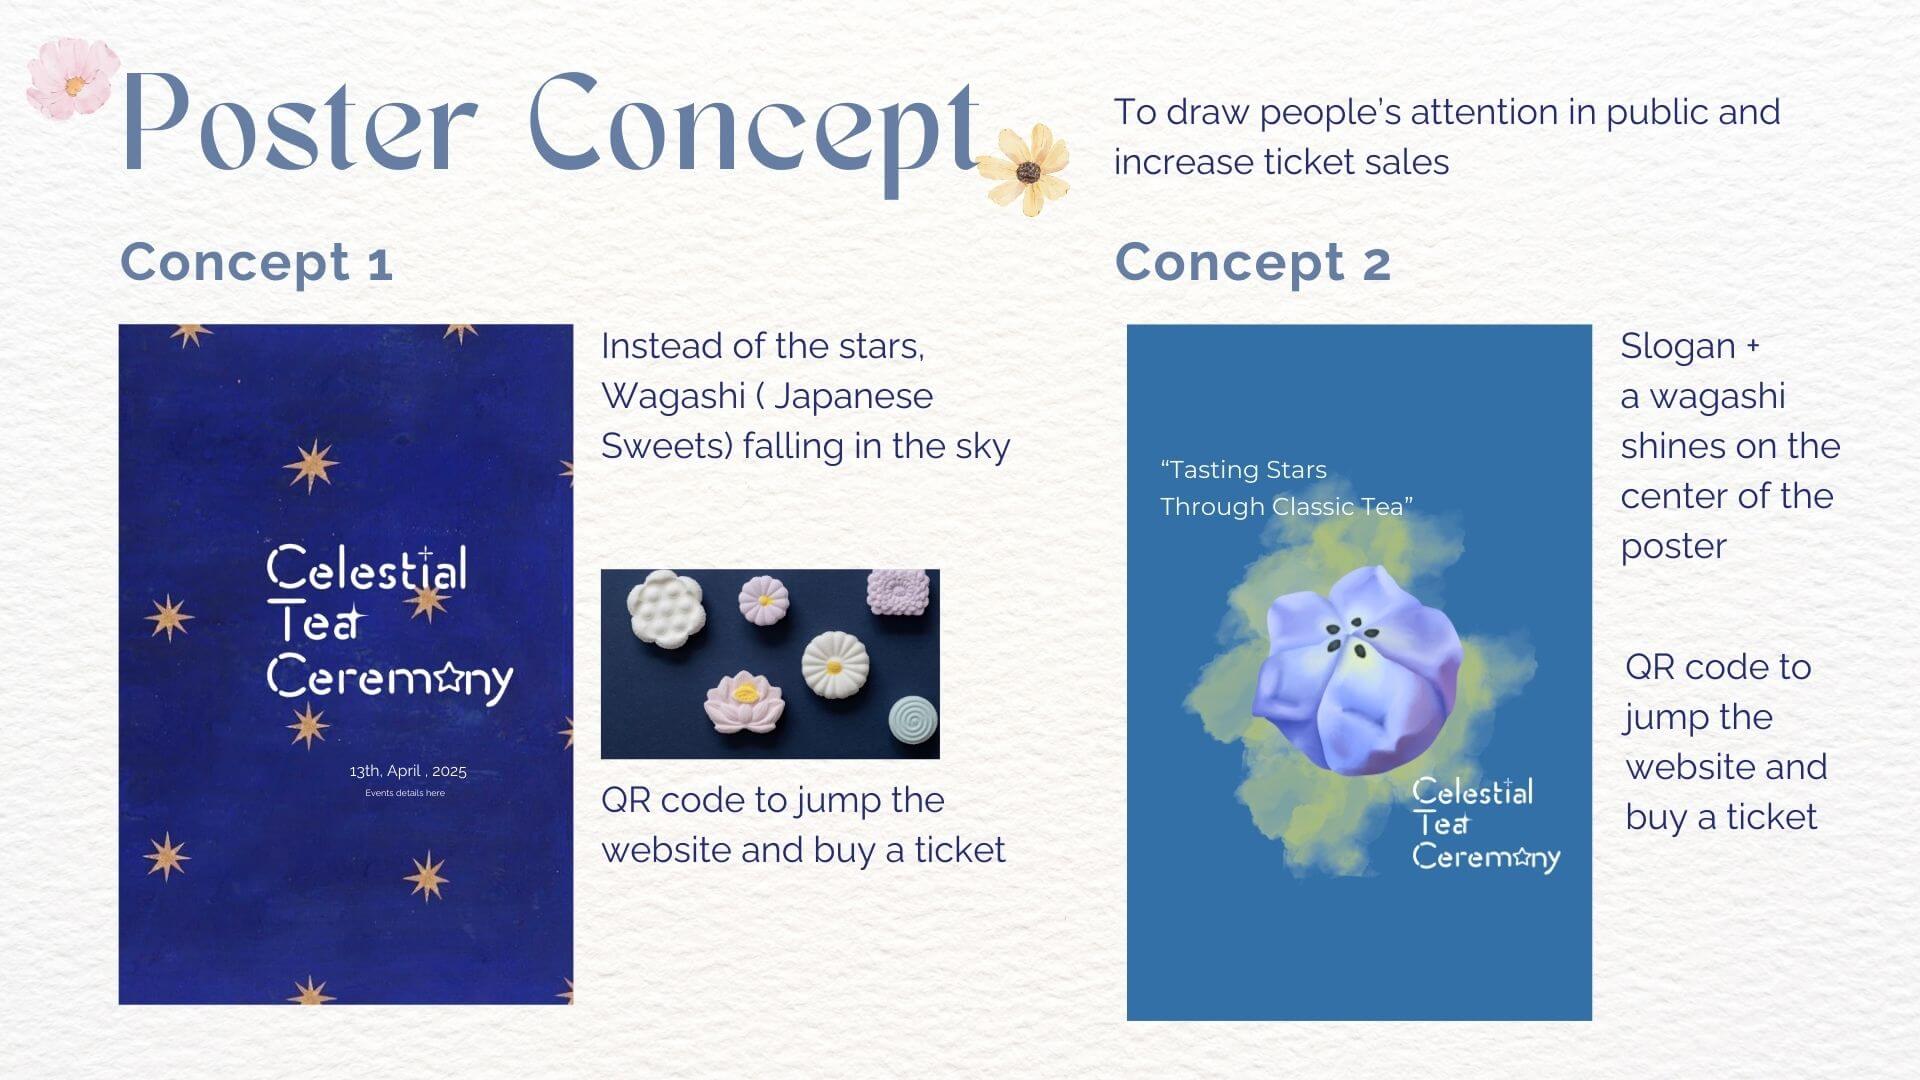 Poster Concept
To draw people's attention in public and
increase ticket sales
Concept 1
Celestial
Tea
Ceremony
13th, April , 2025
Events details here
Instead of the stars,
Wagashi ( Japanese
Sweets) falling in the sky
QR code to jump the
website and buy a ticket
Concept 2
“Tasting Stars
Through Classic Tea”
Celestial
Tea
Ceremony
Slogan +
a wagashi
shines on the
center of the
poster
QR code to
jump the
website and
buy a ticket